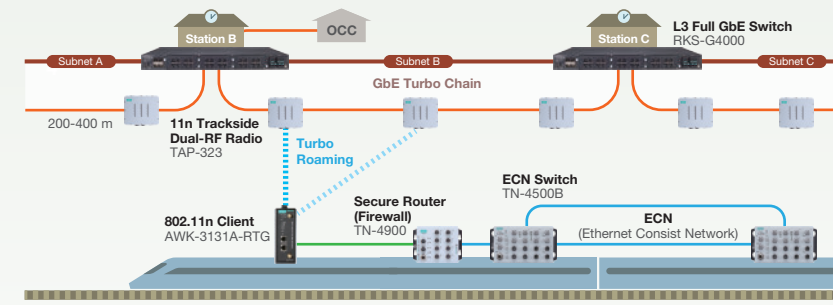 Station B
OCC
Station C
L3 Full GbE Switch
RKS-G4000
Subnet A
Subnet B
Subnet C
GbE Turbo Chain
200-400 m
11n Trackside
Dual-RF Radio
TAP-323
Turbo
Roaming
ECN Switch
TN-4500B
802.11n Client
AWK-3131A-RTG
Secure Router
(Firewall)
TN-4900
ECN
(Ethernet Consist Network)